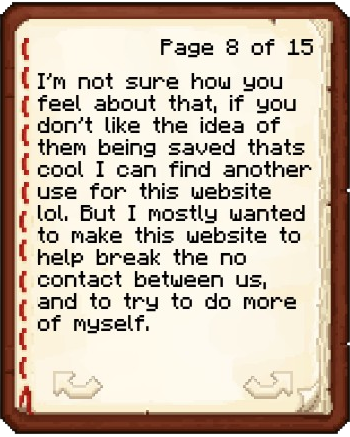 Page 8 of 15
I'm not sure how you
feel about that, if you
don't like the idea of
them being saved thats
cool I can find another
use for this website
lol. But I mostly wanted
to make this website to
help break the no
contact between us,
and to try to do more
of myself.